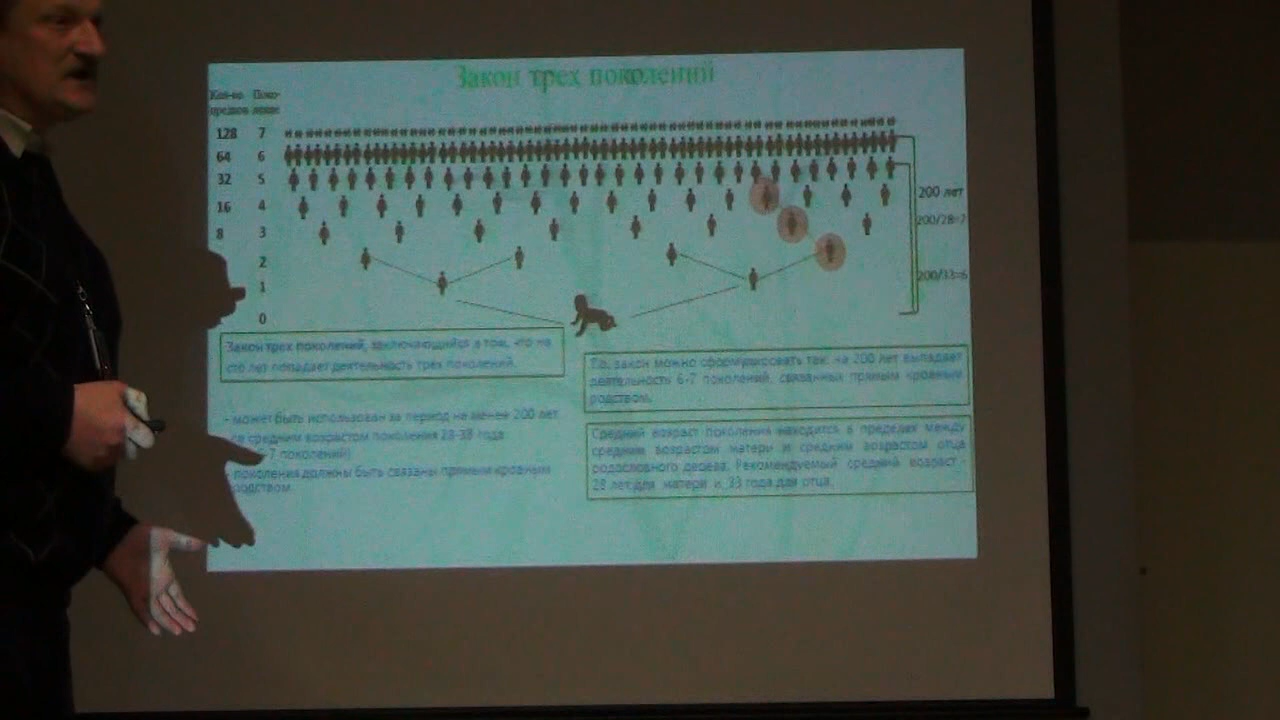 Закон трех поколений
Кол-во Поко-
предков ление
128 7
64 6
32 5
16 4
8 3
2
1
0
200 лет
200/28=7
200/33=6
Закон трех поколений, заключающийся в том, что на
сто лет попадает деятельность трех поколений.
- может быть использован за период не менее 200 лет
со средним возрастом поколения 28-33 года
7 поколений)
поколения должны быть связаны прямым кровным
родством.
закон можно сформулировать так: на 200 лет выпадает
деятельность 6-7 поколений, связанных прямым кровным
родством.
Средний возраст поколения находится в пределах между
средним возрастом матери и средним возрастом отца
родословного дерева. Рекомендуемый средний возраст -
28 лет для матери и 33 года для отца.